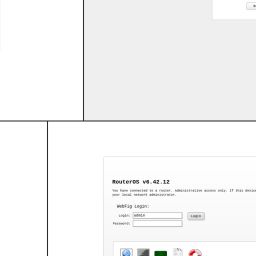 RouterOS v6.42.12
You have connected to a router. Administrative access only. If this device
your local network administrator.
WebFig Login:
Login: admin Login
Password: